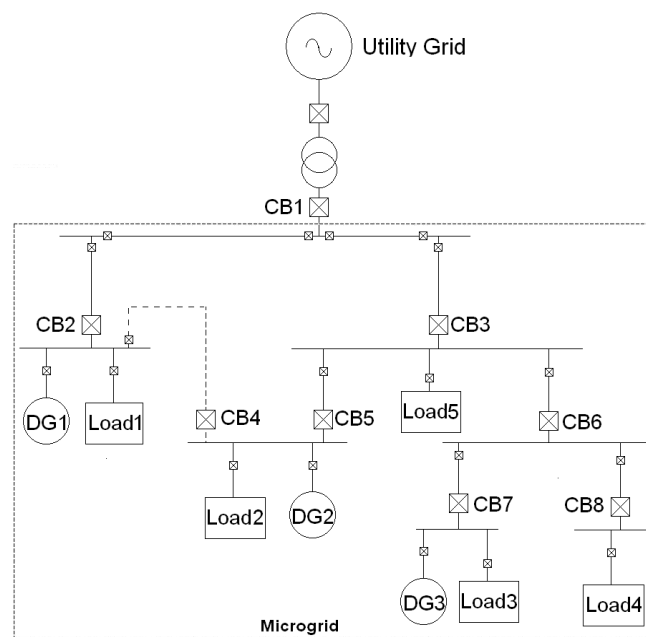 Utility Grid
CB1
CB2
CB3
DG1
Load1
CB4
CB5
Load5
CB6
Load2
DG2
CB7
CB8
DG3
Load3
Load4
Microgrid